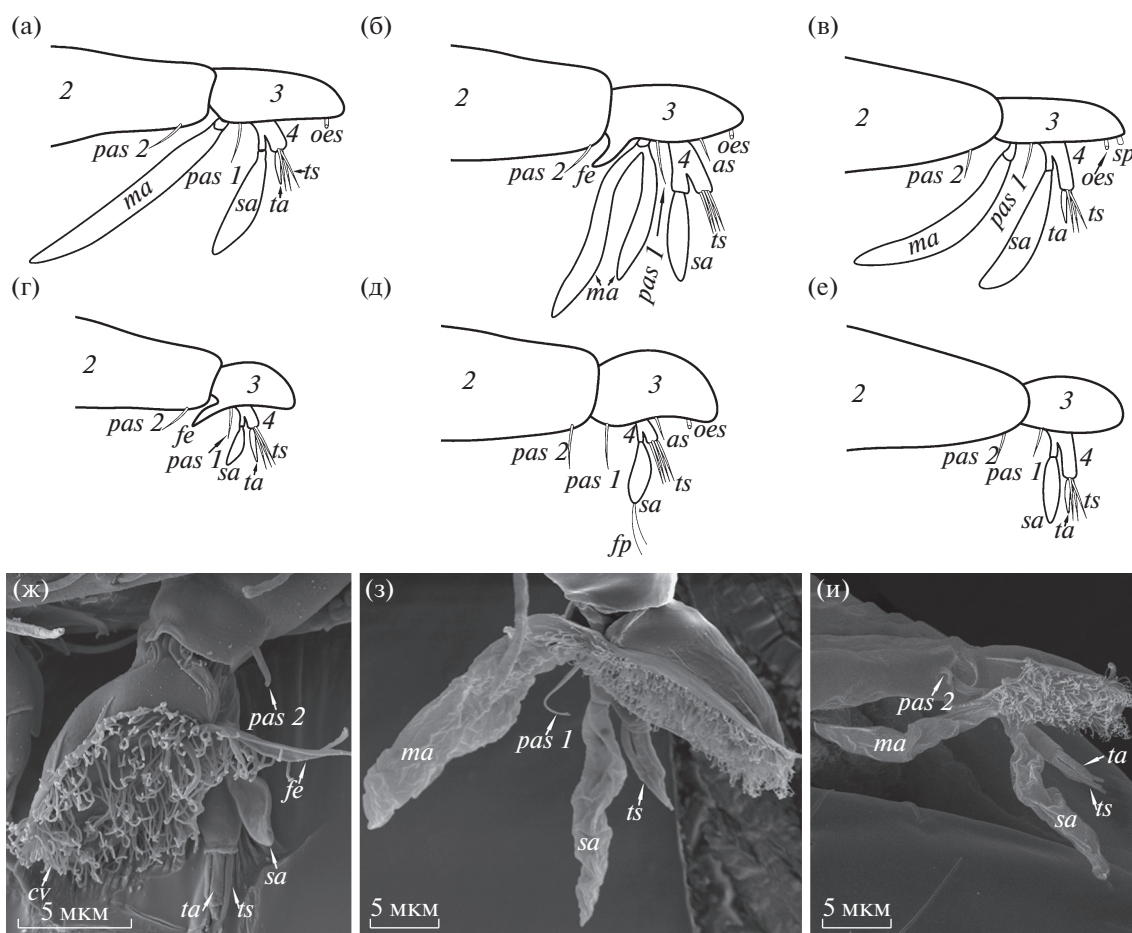 (а)
2
3
4
oes
pas 2
pas 1
ts
ma
sa
ta
(б)
2
3
4
oes
as
pas 2
fe
ts
sa
ma
pas 1
(в)
2
3
4
sp
oes
pas 2
pas 1
ma
sa
ta
ts
(г)
2
3
4
pas 2
fe
pas 1
ts
sa
ta
(д)
2
3
4
as
oes
pas 2
pas 1
ts
sa
fp
(е)
2
3
4
pas 2
pas 1
ts
sa
ta
(ж)
pas 2
fe
sa
cv
ta
ts
5 мкм
(з)
ma
pas 1
ts
sa
5 мкм
(и)
pas 2
ma
ta
ts
sa
5 мкм